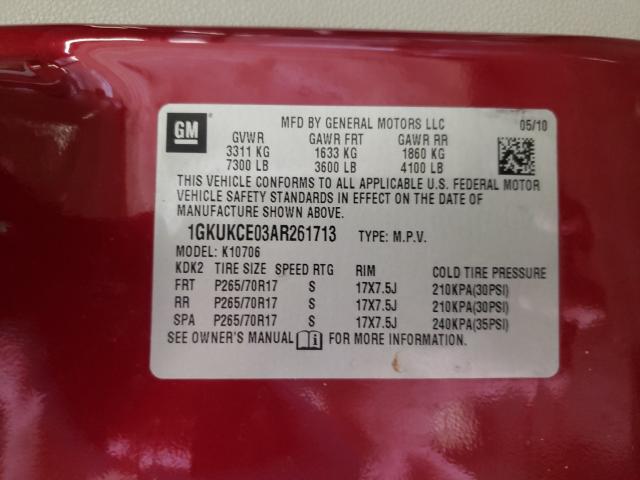 GM
MFD BY GENERAL MOTORS LLC 05/10
GVWR GAWR FRT GAWR RR
3311 KG 1633 KG 1860 KG
7300 LB 3600 LB 4100 LB
THIS VEHICLE CONFORMS TO ALL APPLICABLE U.S. FEDERAL MOTOR
VEHICLE SAFETY STANDARDS IN EFFECT ON THE DATE OF
MANUFACTURE SHOWN ABOVE.
1GKUKCE03AR261713 TYPE: M.P.V.
MODEL: K10706
KDK2 TIRE SIZE SPEED RTG RIM COLD TIRE PRESSURE
FRT P265/70R17 S 17X7.5J 210KPA(30PSI)
RR P265/70R17 S 17X7.5J 210KPA(30PSI)
SPA P265/70R17 S 17X7.5J 240KPA(35PSI)
SEE OWNER'S MANUAL i FOR MORE INFORMATION.